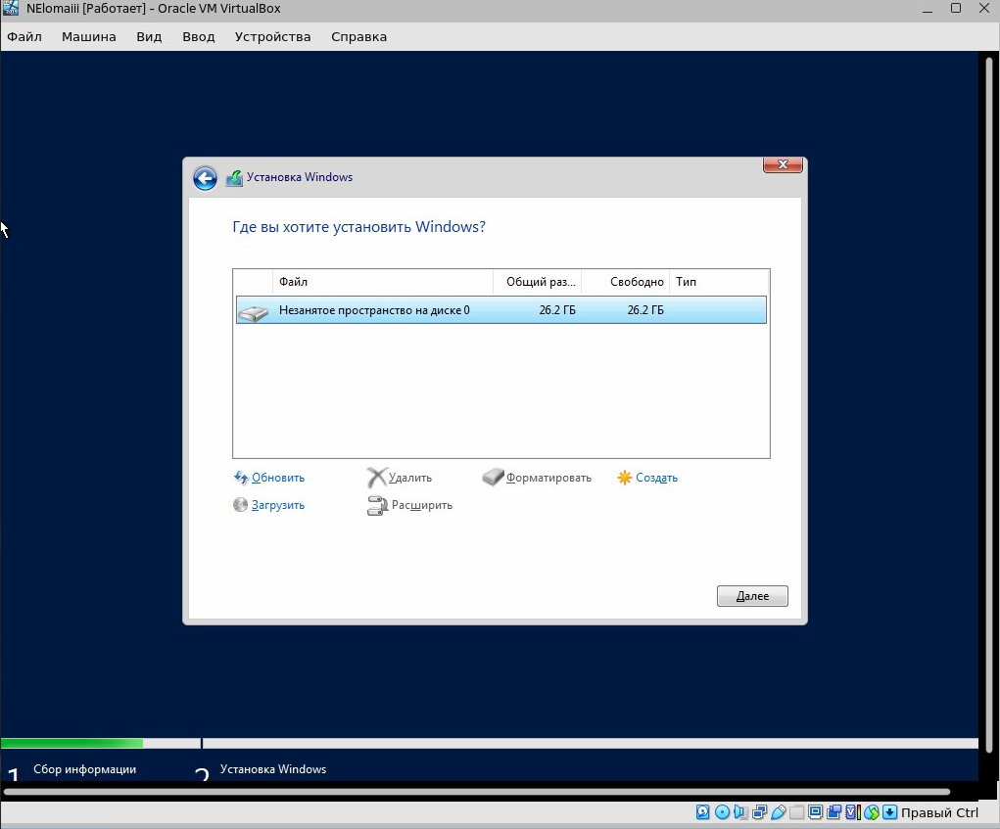 NElomaiii [Работает] - Oracle VM VirtualBox
Файл Машина Вид Ввод Устройства Справка
Установка Windows
Где вы хотите установить Windows?
Файл Общий раз... Свободно Тип
Незанятое пространство на диске 0 26.2 ГБ 26.2 ГБ
Обновить Удалить Форматировать Создать
Загрузить Расширить
Далее
1 Сбор информации 2 Установка Windows
Правый Ctrl